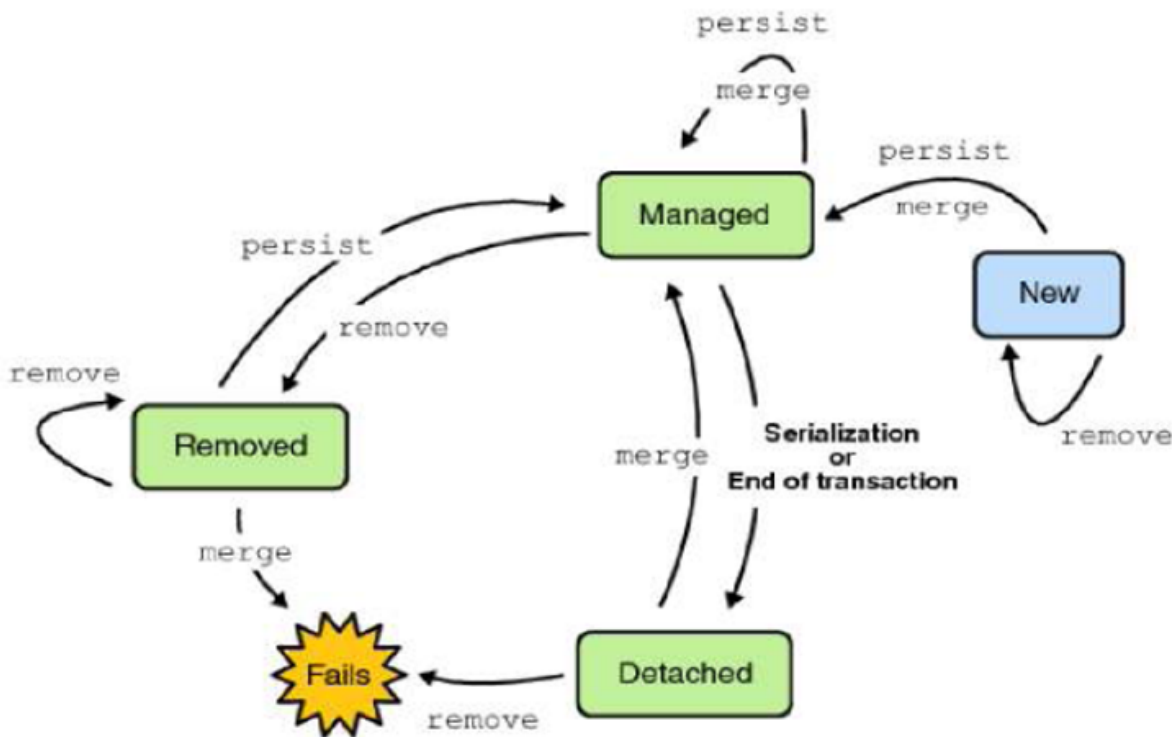 persist
merge
persist
merge
Managed
persist
New
remove
remove
Removed
merge
Serialization
or
End of transaction
remove
merge
Fails
Detached
remove